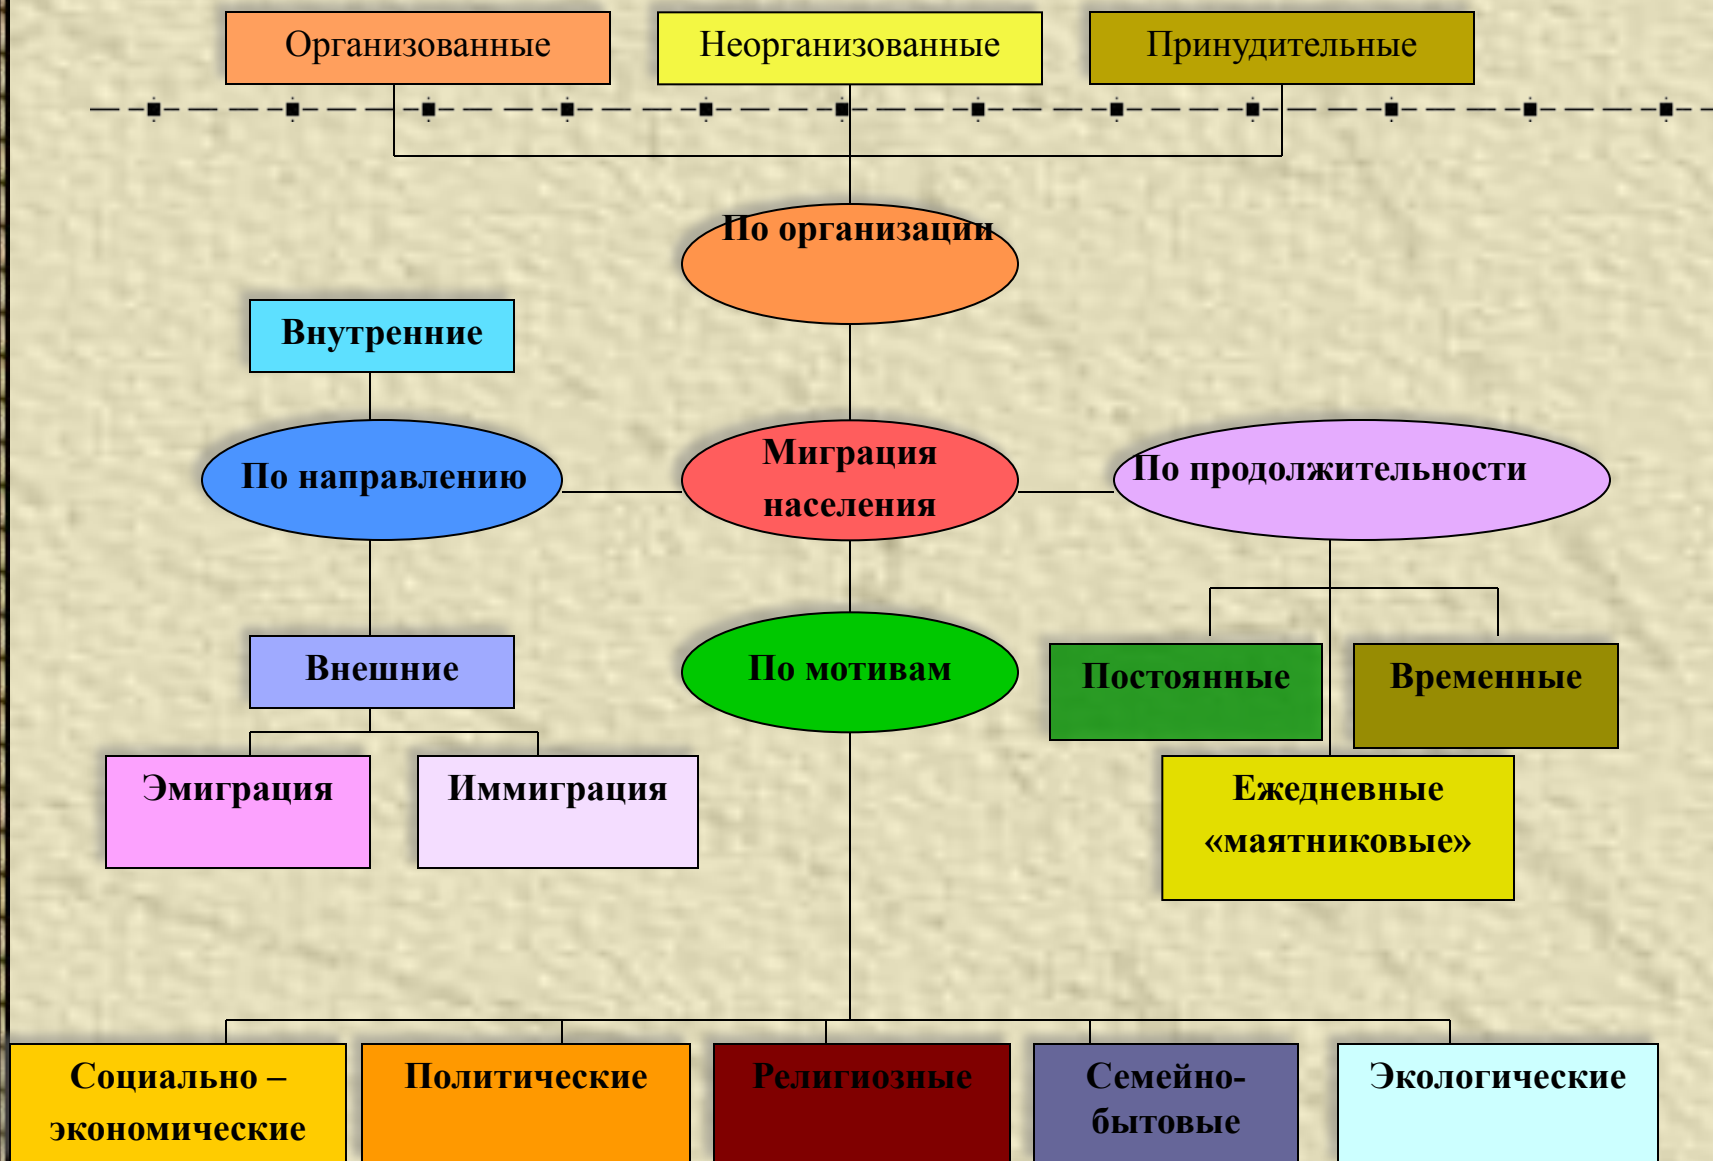 Организованные
Неорганизованные
Принудительные
По организации
Внутренние
По направлению
Миграция
населения
По продолжительности
Внешние
По мотивам
Постоянные
Временные
Эмиграция
Иммиграция
Ежедневные
«маятниковые»
Социально –
экономические
Политические
Религиозные
Семейно-
бытовые
Экологические